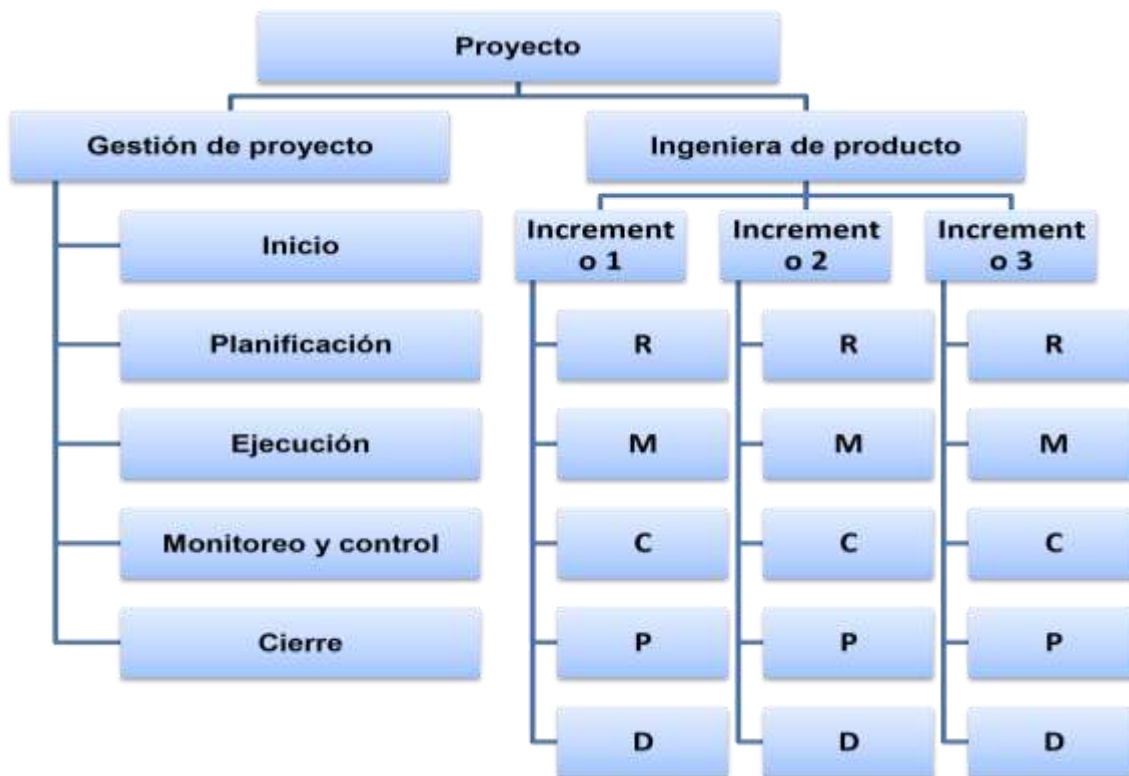 Proyecto
Gestión de proyecto
Ingeniera de producto
Inicio
Planificación
Ejecución
Monitoreo y control
Cierre
Increment
o 1
R
M
C
P
D
Increment
o 2
R
M
C
P
D
Increment
o 3
R
M
C
P
D